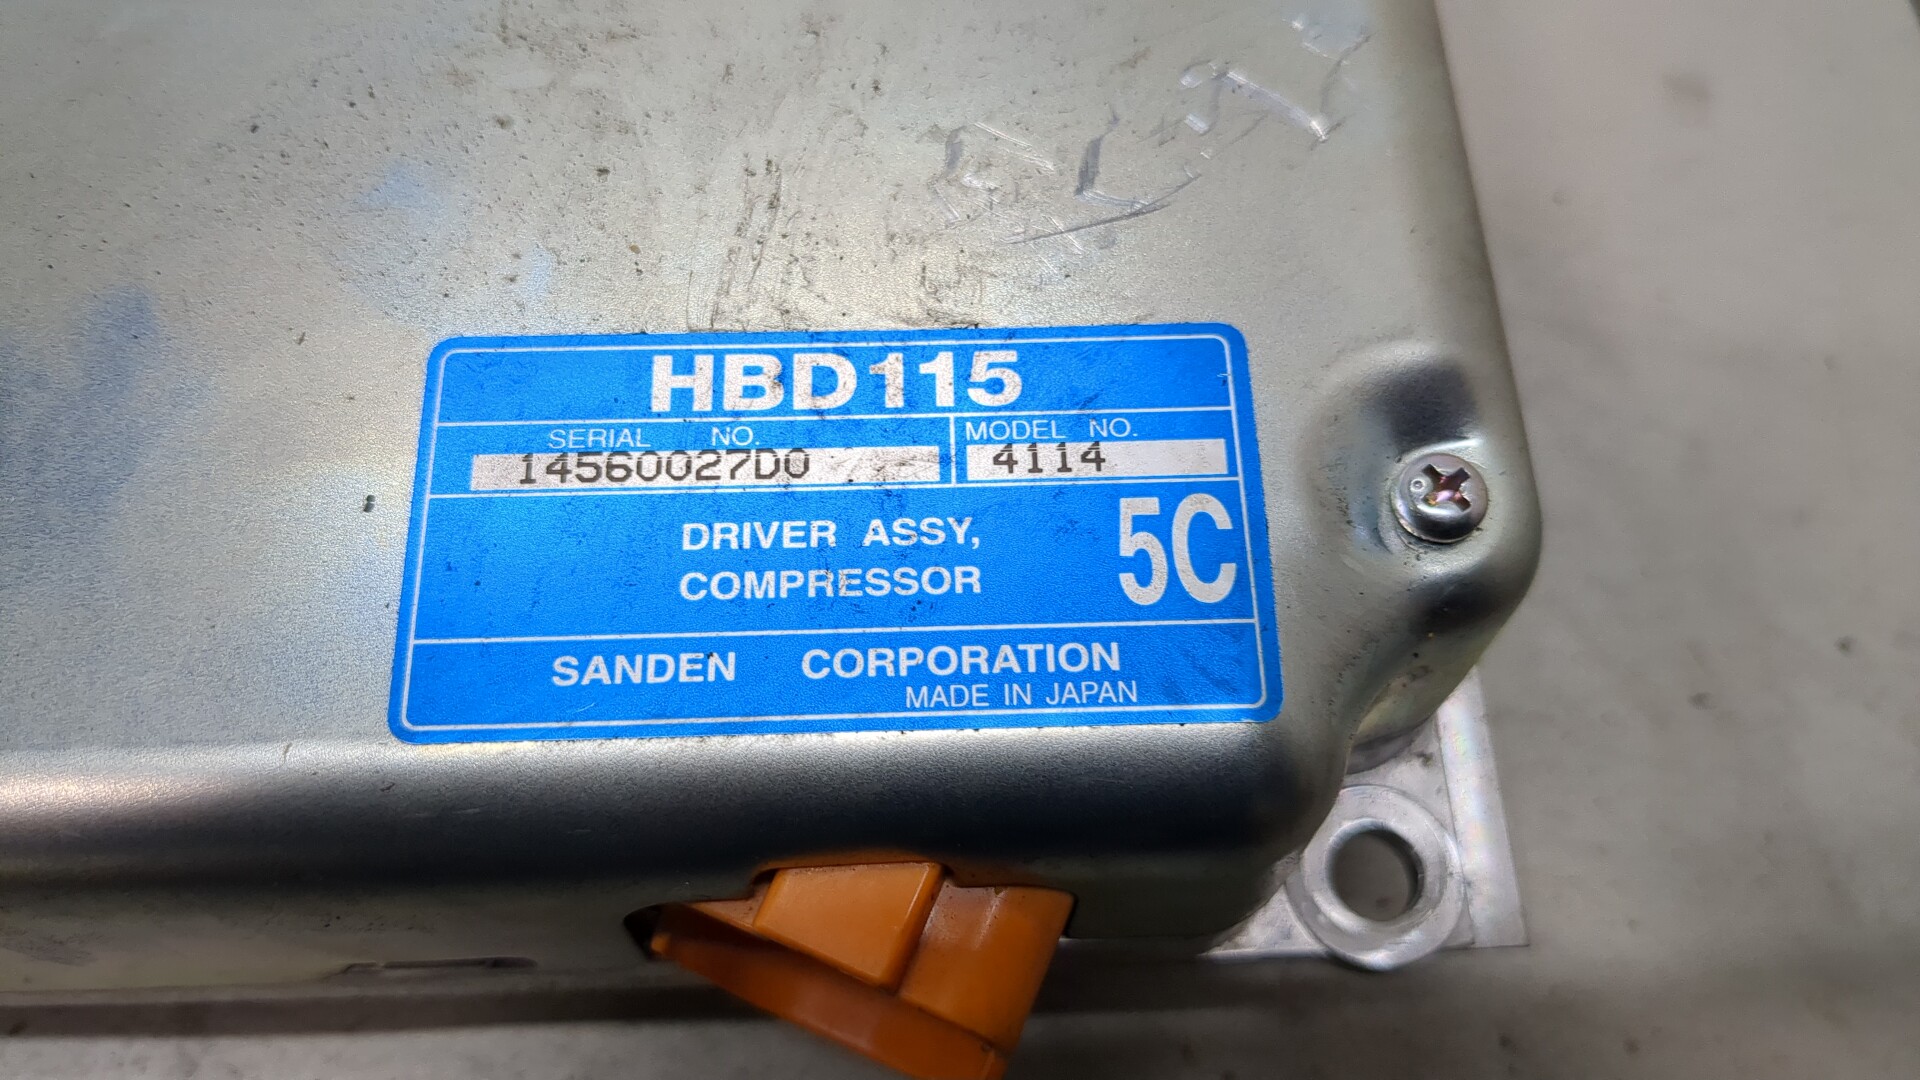 HBD115
SERIAL NO. MODEL NO.
14560027D0 4114
DRIVER ASSY,
COMPRESSOR
5C
SANDEN CORPORATION
MADE IN JAPAN